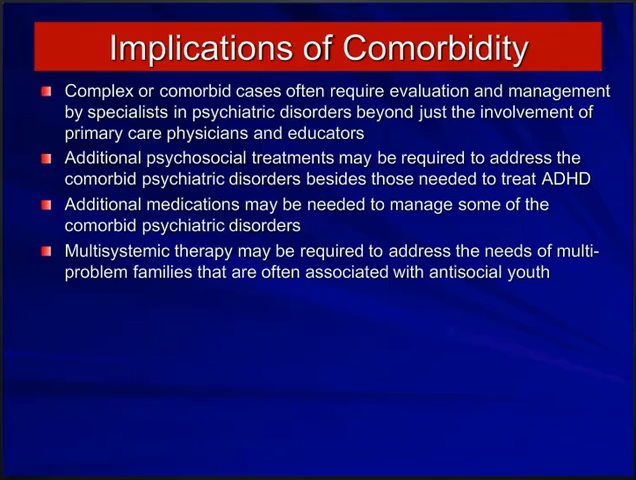 Implications of Comorbidity
Complex or comorbid cases often require evaluation and management
by specialists in psychiatric disorders beyond just the involvement of
primary care physicians and educators
Additional psychosocial treatments may be required to address the
comorbid psychiatric disorders besides those needed to treat ADHD
Additional medications may be needed to manage some of the
comorbid psychiatric disorders
Multisystemic therapy may be required to address the needs of multi-
problem families that are often associated with antisocial youth